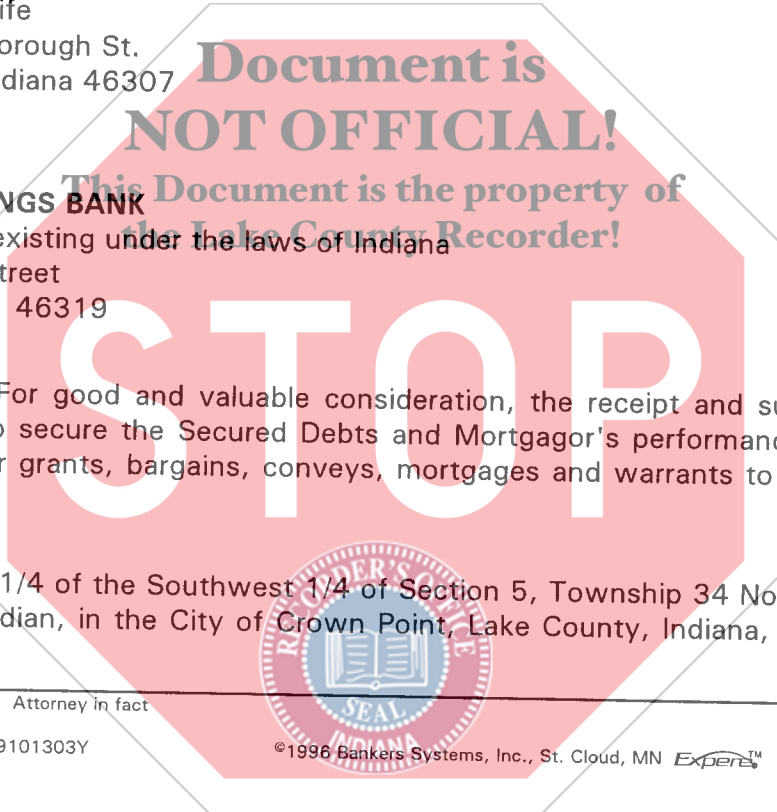 ife
orough St.
diana 46307
Document is
NOT OFFICIAL!
This Document is the property of
the Lake County Recorder!
NGS BANK
existing under the laws of Indiana
treet
46319
STOP
For good and valuable consideration, the receipt and su
o secure the Secured Debts and Mortgagor's performanc
r grants, bargains, conveys, mortgages and warrants to
1/4 of the Southwest 1/4 of Section 5, Township 34 No
dian, in the City of Crown Point, Lake County, Indiana,
RECORDER'S OFFICE
SEAL
INDIANA
Attorney in fact
9101303Y
©1996 Bankers Systems, Inc., St. Cloud, MN Expere™